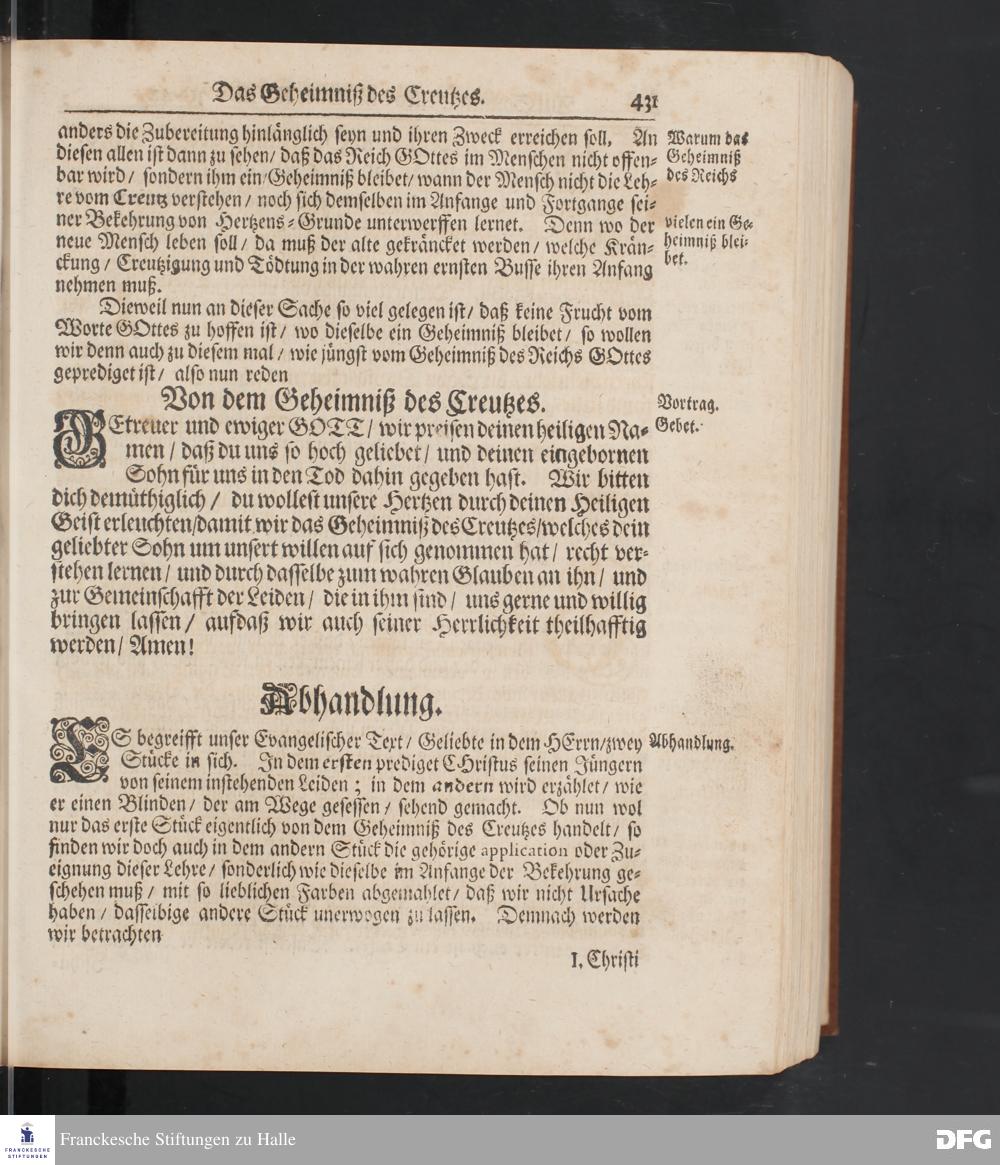 Das Geheimniß des Creutzes. 431
anders die Zubereitung hinlänglich seyn und ihren Zweck erreichen soll. An
diesen allen ist dann zu sehen/ daß das Reich GOttes im Menschen nicht offen-
bar wird/ sondern ihm ein Geheimniß bleibet/ wann der Mensch nicht die Leh-
re vom Creutz verstehen/ noch sich demselben im Anfange und Fortgange sei-
ner Bekehrung von Hertzens-Grunde unterwerffen lernet. Denn wo der
neue Mensch leben soll/ da muß der alte gekräncket werden/ welche Krän-
ckung/ Creutzigung und Tödtung in der wahren ernsten Busse ihren Anfang
nehmen muß.
Warum das
Geheimniß
des Reichs
vielen ein Ge-
heimniß blei-
bet.
Dieweil nun an dieser Sache so viel gelegen ist/ daß keine Frucht vom
Worte GOttes zu hoffen ist/ wo dieselbe ein Geheimniß bleibet/ so wollen
wir denn auch zu diesem mal/ wie jüngst vom Geheimniß des Reichs GOttes
geprediget ist/ also nun reden
Von dem Geheimniß des Creutzes.
Vortrag.
Gebet.
GEtreuer und ewiger GOTT/ wir preisen deinen heiligen Na-
men/ daß du uns so hoch geliebet/ und deinen eingebornen
Sohn für uns in den Tod dahin gegeben hast. Wir bitten
dich demüthiglich/ du wollest unsere Hertzen durch deinen Heiligen
Geist erleuchten/ damit wir das Geheimniß des Creutzes/ welches dein
geliebter Sohn um unsert willen auf sich genommen hat/ recht ver-
stehen lernen/ und durch dasselbe zum wahren Glauben an ihn/ und
zur Gemeinschafft der Leiden/ die in ihm sind/ uns gerne und willig
bringen lassen/ aufdaß wir auch seiner Herrlichkeit theilhafftig
werden/ Amen!
Abhandlung.
ES begreifft unser Evangelischer Text/ Geliebte in dem HErrn/ zwey
Stücke in sich. In dem ersten prediget CHristus seinen Jüngern
von seinem instehenden Leiden; in dem andern wird erzählet/ wie
er einen Blinden/ der am Wege gesessen/ sehend gemacht. Ob nun wol
nur das erste Stück eigentlich von dem Geheimniß des Creutzes handelt/ so
finden wir doch auch in dem andern Stück die gehörige application oder Zu-
eignung dieser Lehre/ sonderlich wie dieselbe im Anfange der Bekehrung ge-
schehen muß/ mit so lieblichen Farben abgemahlet/ daß wir nicht Ursache
haben/ dasselbige andere Stück unerwogen zu lassen. Demnach werden
wir betrachten
Abhandlung.
I. Christi
FRANCKESCHE
STIFTUNGEN
Franckesche Stiftungen zu Halle
DFG